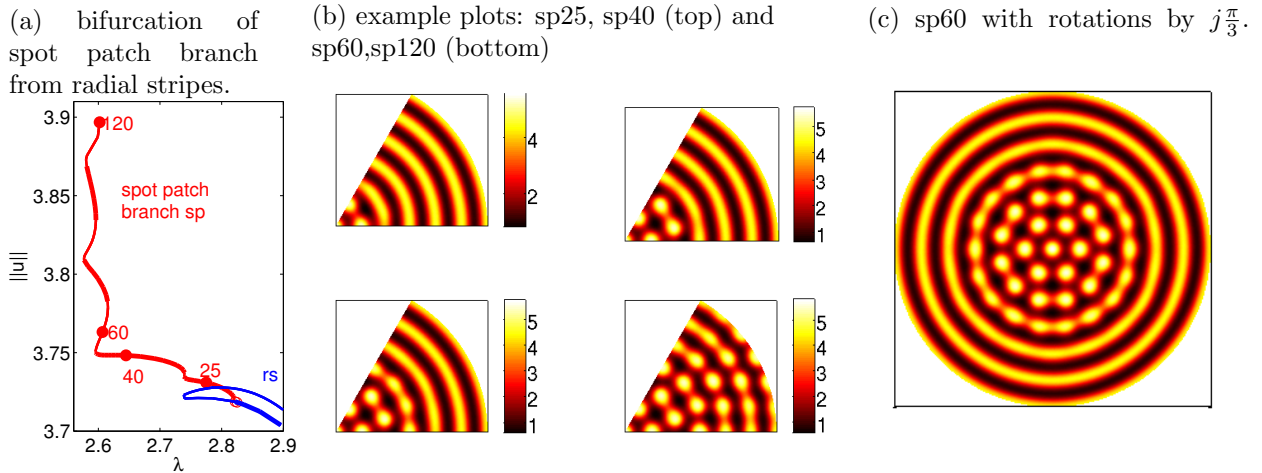 (a) bifurcation of
spot patch branch
from radial stripes.
(b) example plots: sp25, sp40 (top) and
sp60,sp120 (bottom)
(c) sp60 with rotations by $j\frac{\pi}{3}$.
3.9
3.85
3.8
3.75
3.7
||u||
120
spot patch
branch sp
60
40
25
rs
2.6
2.7
2.8
2.9
λ
4
2
5
4
3
2
1
5
4
3
2
1
5
4
3
2
1